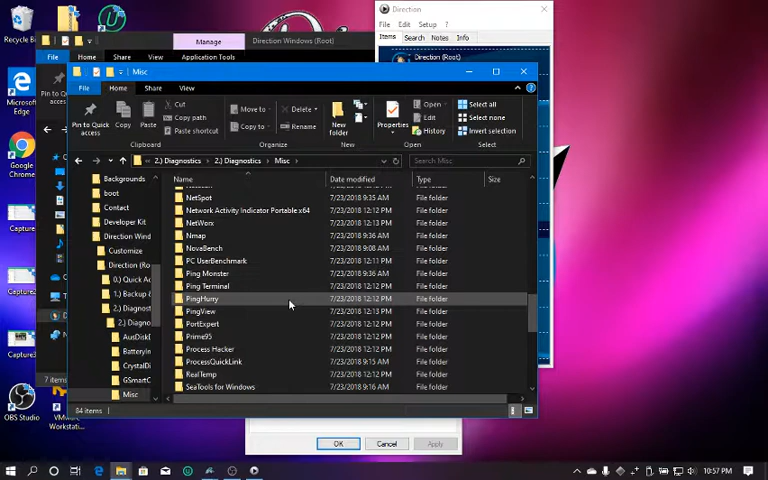 Recycle B
Microsoft
Edge
Google
Chrome
Capture
Capture
Capture3
OBS Studio
VMware
Workstati...
Direction
File Edit Setup ?
Items Search Notes Info
Direction (Root)
Manage
Direction Windows (Root)
File Home Share View Application Tools
Misc
File Home Share View
Pin to Quick
access
Copy
Paste
Cut
Copy path
Paste shortcut
Move to
Copy to
Delete
Rename
New
folder
Properties
Open
Edit
History
Select all
Select none
Invert selection
Clipboard Organize New Open Select
2.) Diagnostics > 2.) Diagnostics > Misc >
Search Misc
Name Date modified Type Size
Backgrounds
boot
Contact
Developer Kit
Direction Wind
Customize
Direction (Ro
0.) Quick Ac
1.) Backup &
2.) Diagnost
2.) Diagno
AusDiskD
BatteryIn
CrystalDi
GSmartC
Misc
NetSpot 7/23/2018 9:35 AM File folder
Network Activity Indicator Portable.x64 7/23/2018 12:12 PM File folder
NetWorx 7/23/2018 12:13 PM File folder
Nmap 7/23/2018 9:36 AM File folder
NovaBench 7/23/2018 9:08 AM File folder
PC UserBenchmark 7/23/2018 12:11 PM File folder
Ping Monster 7/23/2018 9:36 AM File folder
Ping Terminal 7/23/2018 12:12 PM File folder
PingHurry 7/23/2018 12:12 PM File folder
PingView 7/23/2018 12:13 PM File folder
PortExpert 7/23/2018 12:12 PM File folder
Prime95 7/23/2018 12:12 PM File folder
Process Hacker 7/23/2018 12:12 PM File folder
ProcessQuickLink 7/23/2018 9:15 AM File folder
RealTemp 7/23/2018 12:12 PM File folder
SeaTools for Windows 7/23/2018 9:16 AM File folder
7 items
84 items
OK Cancel Apply
10:57 PM